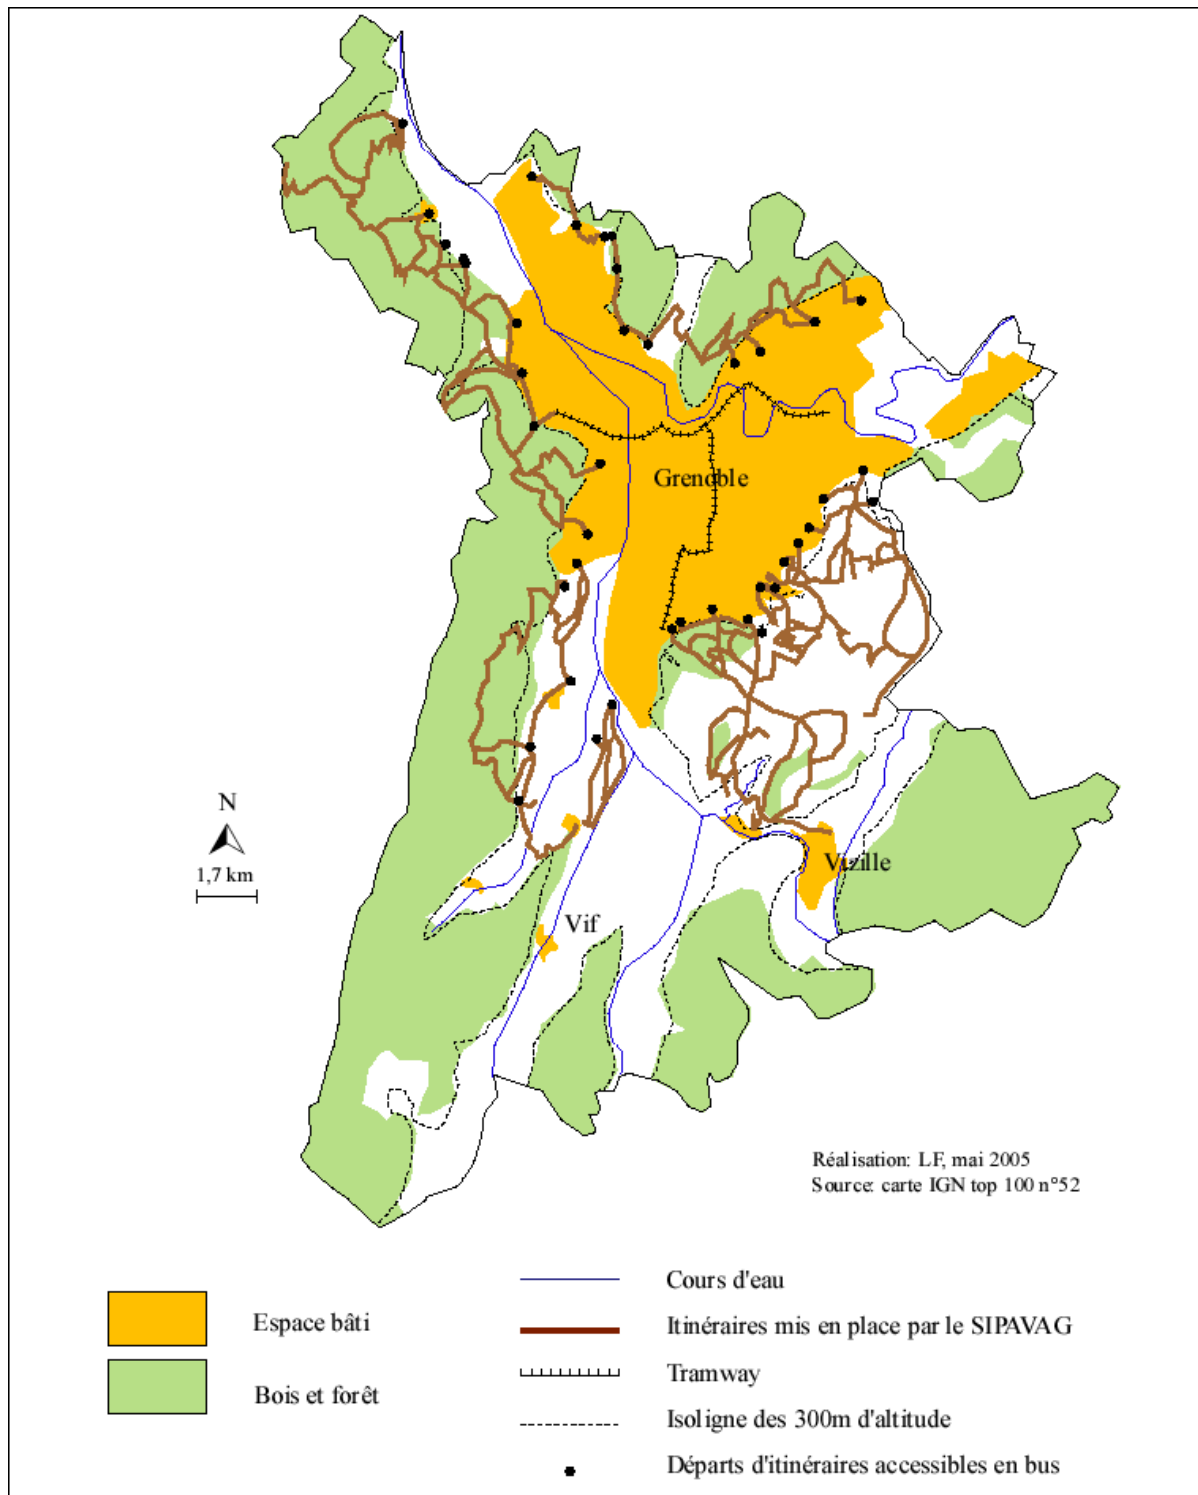 Grenoble
N
1,7 km
Vizille
Vif
Réalisation: LF, mai 2005
Source: carte IGN top 100 n°52
Espace bâti
Bois et forêt
Cours d'eau
Itinéraires mis en place par le SIPAVAG
Tramway
Isoligne des 300m d'altitude
Départs d'itinéraires accessibles en bus